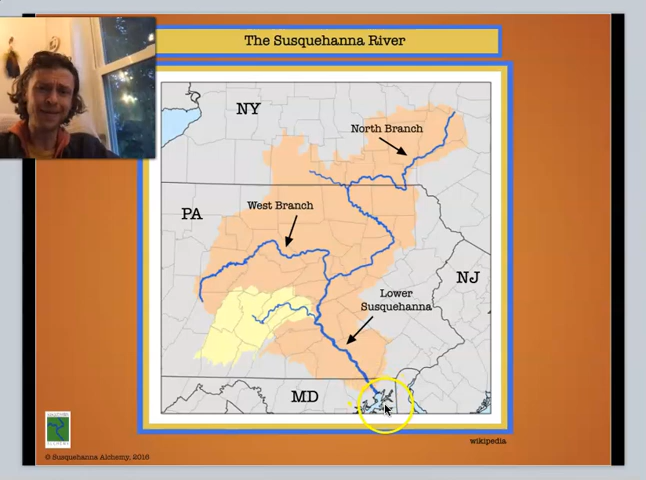 The Susquehanna River
NY
North Branch
PA
West Branch
NJ
Lower
Susquehanna
MD
wikipedia
© Susquehanna Alchemy, 2016